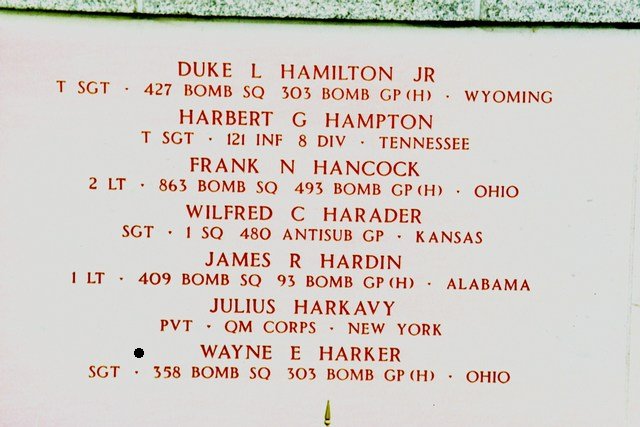 DUKE L HAMILTON JR
T SGT · 427 BOMB SQ 303 BOMB GP (H) · WYOMING
HARBERT G HAMPTON
T SGT · 121 INF 8 DIV · TENNESSEE
FRANK N HANCOCK
2 LT · 863 BOMB SQ 493 BOMB GP (H) · OHIO
WILFRED C HARADER
SGT · 1 SQ 480 ANTISUB GP · KANSAS
JAMES R HARDIN
1 LT · 409 BOMB SQ 93 BOMB GP (H) · ALABAMA
JULIUS HARKAVY
PVT · QM CORPS · NEW YORK
WAYNE E HARKER
SGT · 358 BOMB SQ 303 BOMB GP (H) · OHIO